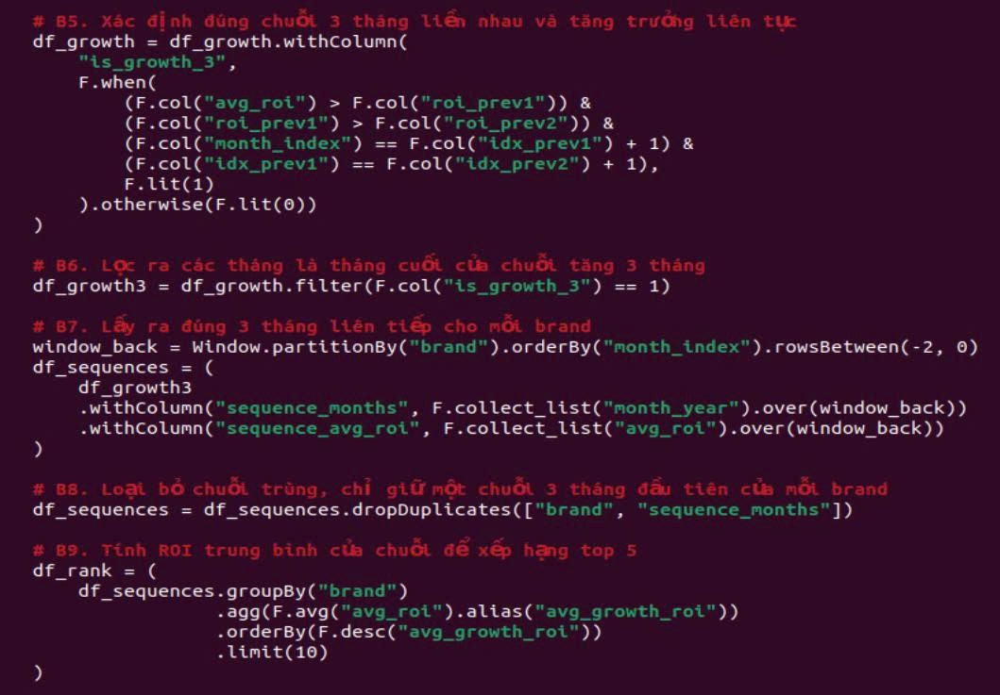 # B5. Xác định đúng chuỗi 3 tháng liền nhau và tăng trưởng liên tục
df_growth = df_growth.withColumn(
    "is_growth_3",
    F.when(
        (F.col("avg_roi") > F.col("roi_prev1")) &
        (F.col("roi_prev1") > F.col("roi_prev2")) &
        (F.col("month_index") == F.col("idx_prev1") + 1) &
        (F.col("idx_prev1") == F.col("idx_prev2") + 1),
        F.lit(1)
    ).otherwise(F.lit(0))
)
# B6. Lọc ra các tháng là tháng cuối của chuỗi tăng 3 tháng
df_growth3 = df_growth.filter(F.col("is_growth_3") == 1)
# B7. Lấy ra đúng 3 tháng liên tiếp cho mỗi brand
window_back = Window.partitionBy("brand").orderBy("month_index").rowsBetween(-2, 0)
df_sequences = (
    df_growth3
    .withColumn("sequence_months", F.collect_list("month_year").over(window_back))
    .withColumn("sequence_avg_roi", F.collect_list("avg_roi").over(window_back))
)
# B8. Loại bỏ chuỗi trùng, chỉ giữ một chuỗi 3 tháng đầu tiên của mỗi brand
df_sequences = df_sequences.dropDuplicates(["brand", "sequence_months"])
# B9. Tính ROI trung bình của chuỗi để xếp hạng top 5
df_rank = (
    df_sequences.groupBy("brand")
                .agg(F.avg("avg_roi").alias("avg_growth_roi"))
                .orderBy(F.desc("avg_growth_roi"))
                .limit(10)
)